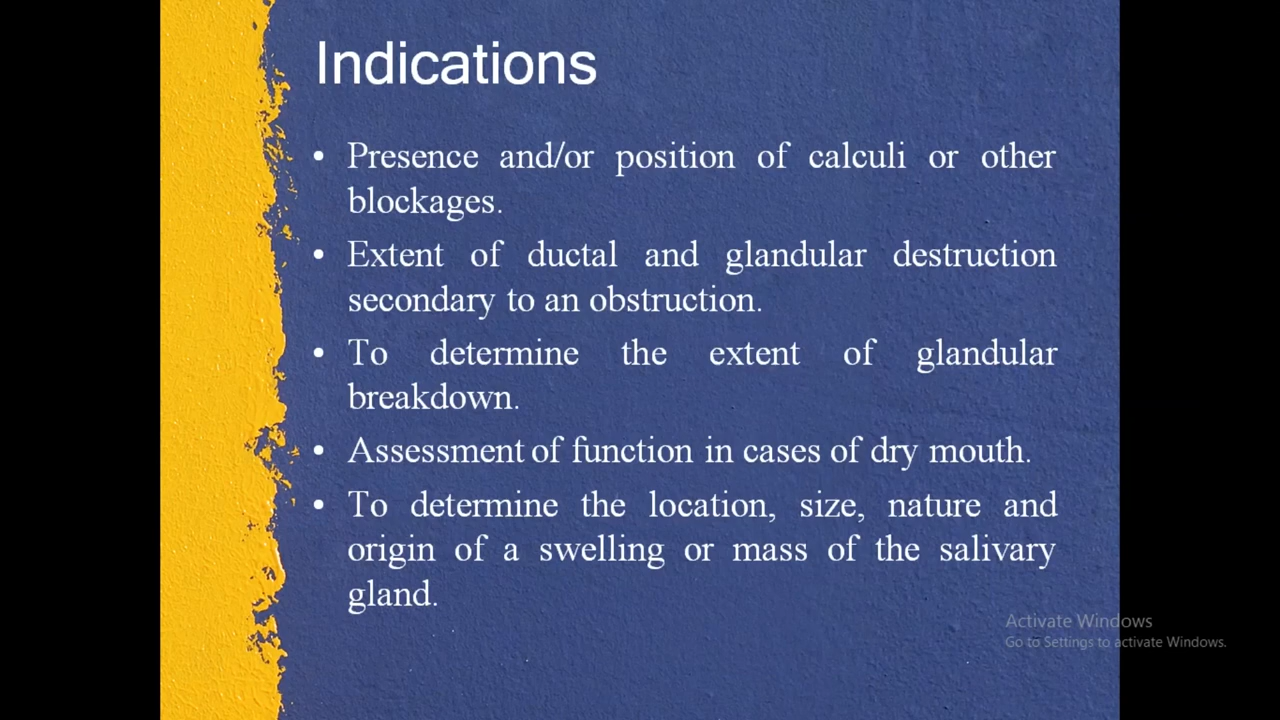 Indications
• Presence and/or position of calculi or other
blockages.
• Extent of ductal and glandular destruction
secondary to an obstruction.
• To determine the extent of glandular
breakdown.
• Assessment of function in cases of dry mouth.
• To determine the location, size, nature and
origin of a swelling or mass of the salivary
gland.
Activate Windows
Go to Settings to activate Windows.